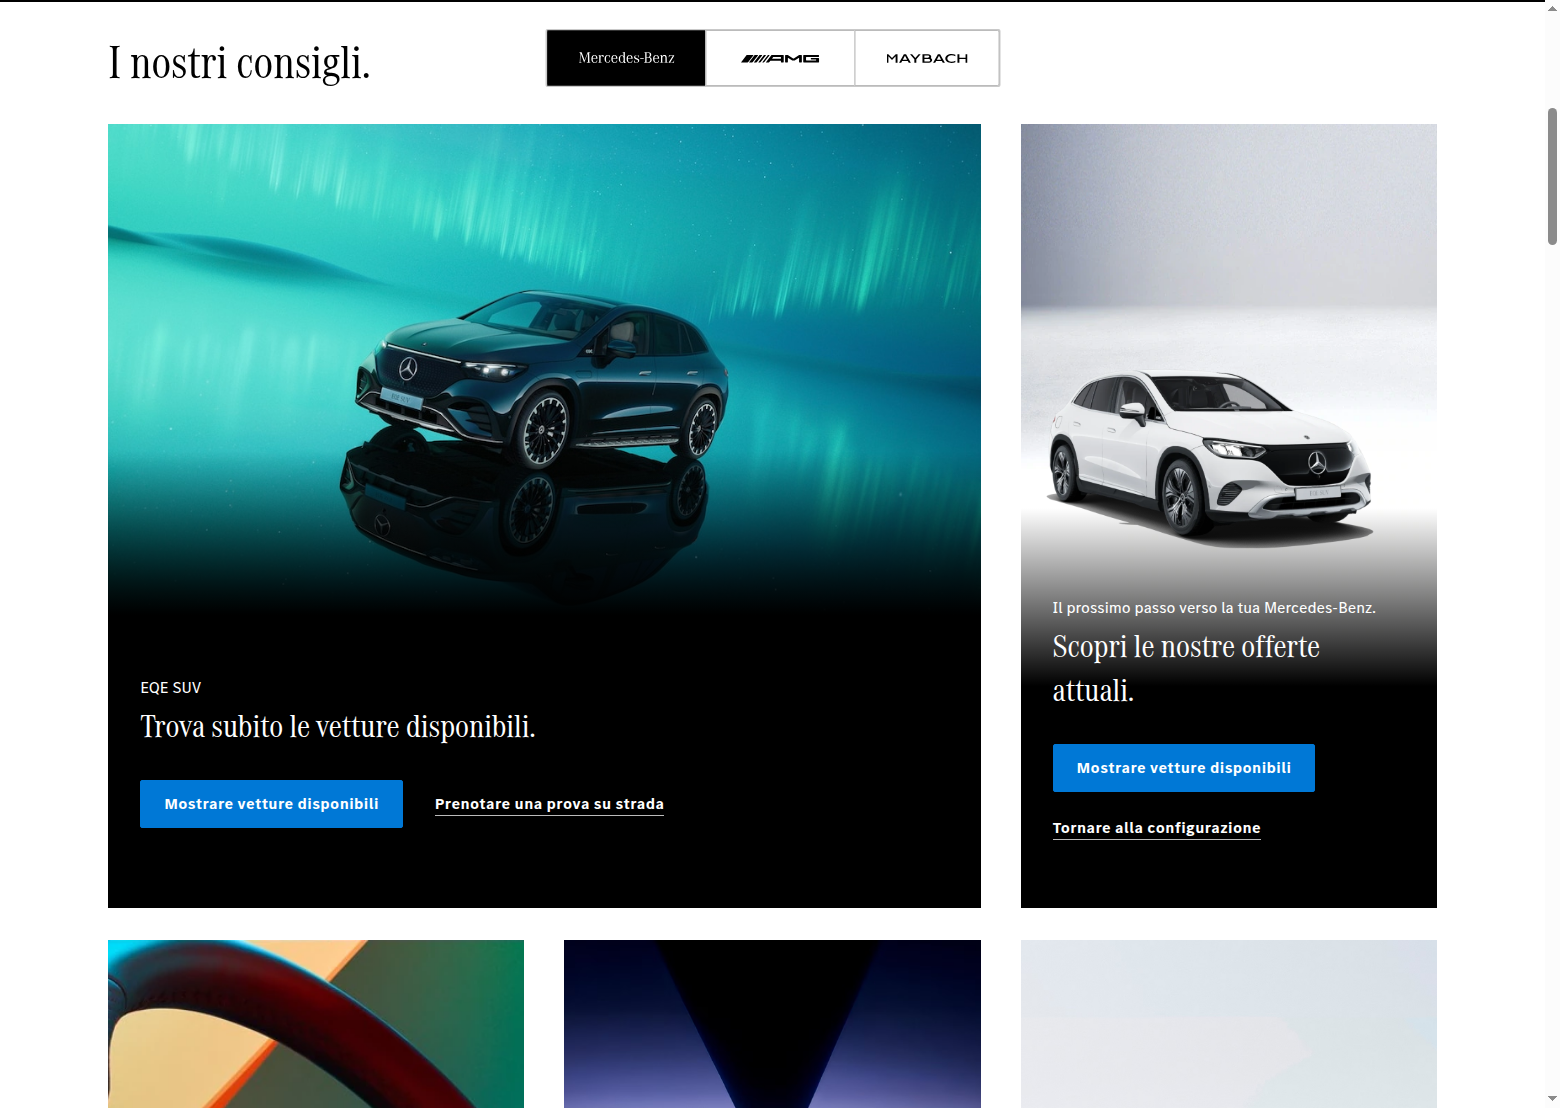 I nostri consigli.
Mercedes-Benz
AMG
MAYBACH
EQE SUV
Trova subito le vetture disponibili.
Mostrare vetture disponibili
Prenotare una prova su strada
Il prossimo passo verso la tua Mercedes-Benz.
Scopri le nostre offerte
attuali.
Mostrare vetture disponibili
Tornare alla configurazione